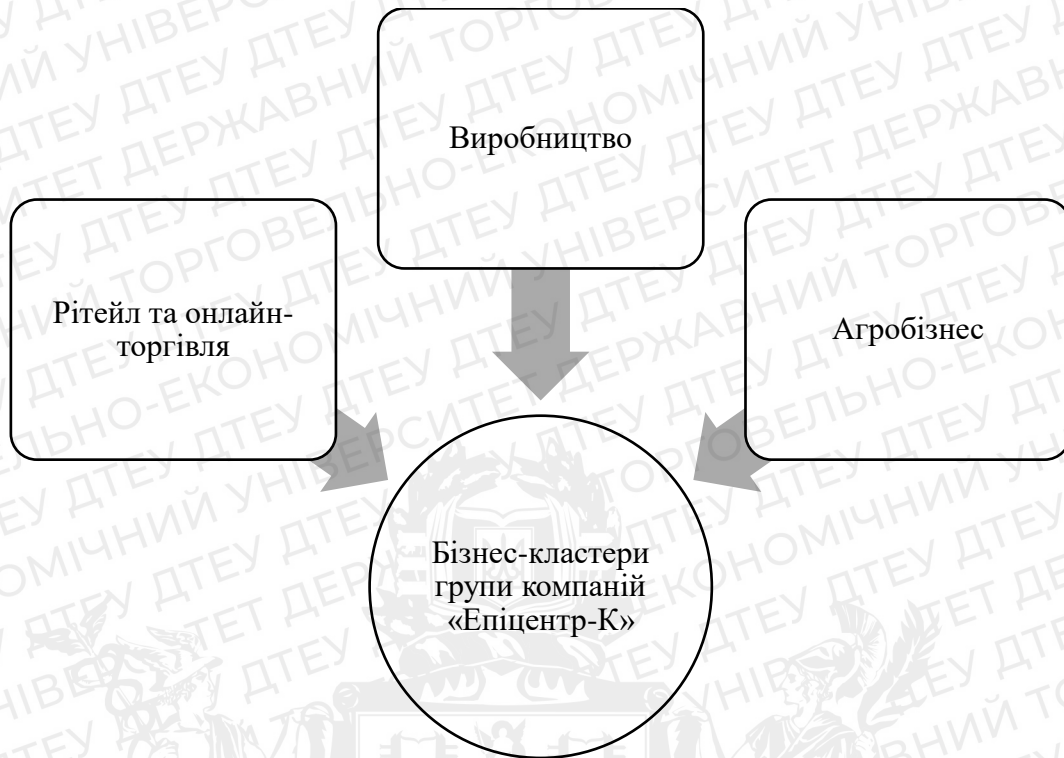 Виробництво
Рітейл та онлайн-
торгівля
Агробізнес
Бізнес-кластери
групи компаній
«Епіцентр-К»